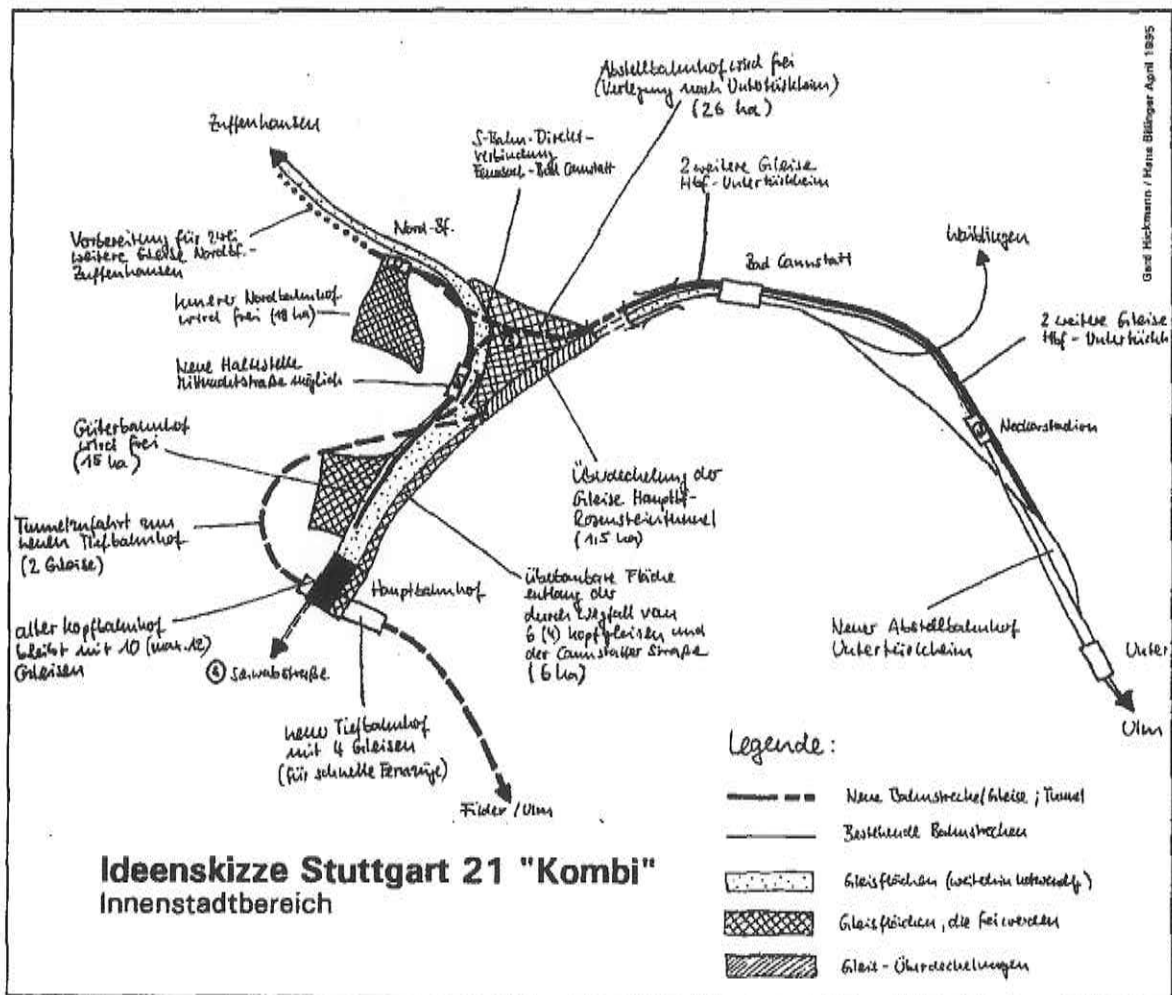 Gerd Hickmann / Hans Billinger April 1995
Abstellbahnhof wird frei
(Verlegung nach Untertürkheim)
(26 ha)
Zuffenhausen
S-Bahn-Direkt-
verbindung
Feuerbach-Bad Cannstatt
2 weitere Gleise
Hbf-Untertürkheim
Nord-Bf.
Vorbereitung für zwei
weitere Gleise Nordbf.-
Zuffenhausen
Bad Cannstatt
Waiblingen
Innerer Nordbahnhof
wird frei (18 ha)
2 weitere Gleise
Hbf-Untertürkh
Neue Haltestelle
Mittnachtstraße möglich
Neckarstadion
Güterbahnhof
wird frei
(15 ha)
Überdeckelung der
Gleise Hauptbf-
Rosensteintunnel
(1,5 ha)
Tunnelzufahrt zum
neuen Tiefbahnhof
(2 Gleise)
Hauptbahnhof
Überbaubare Fläche
entlang der
durch Wegfall von
6 (4) Kopfgleisen und
der Cannstatter Straße
(6 ha)
alter Kopfbahnhof
bleibt mit 10 (max. 12)
Gleisen
Neuer Abstellbahnhof
Untertürkheim
Unter
Schwabstraße
Ulm
neuer Tiefbahnhof
mit 4 Gleisen
(für schnelle Fernzüge)
Filder / Ulm
Legende:
Neue Bahnstrecke/Gleise; Tunnel
Bestehende Bahnstrecken
Gleisflächen (weiterhin notwendig)
Gleisflächen, die frei werden
Gleis-Überdeckelungen
Ideenskizze Stuttgart 21 "Kombi"
Innenstadtbereich